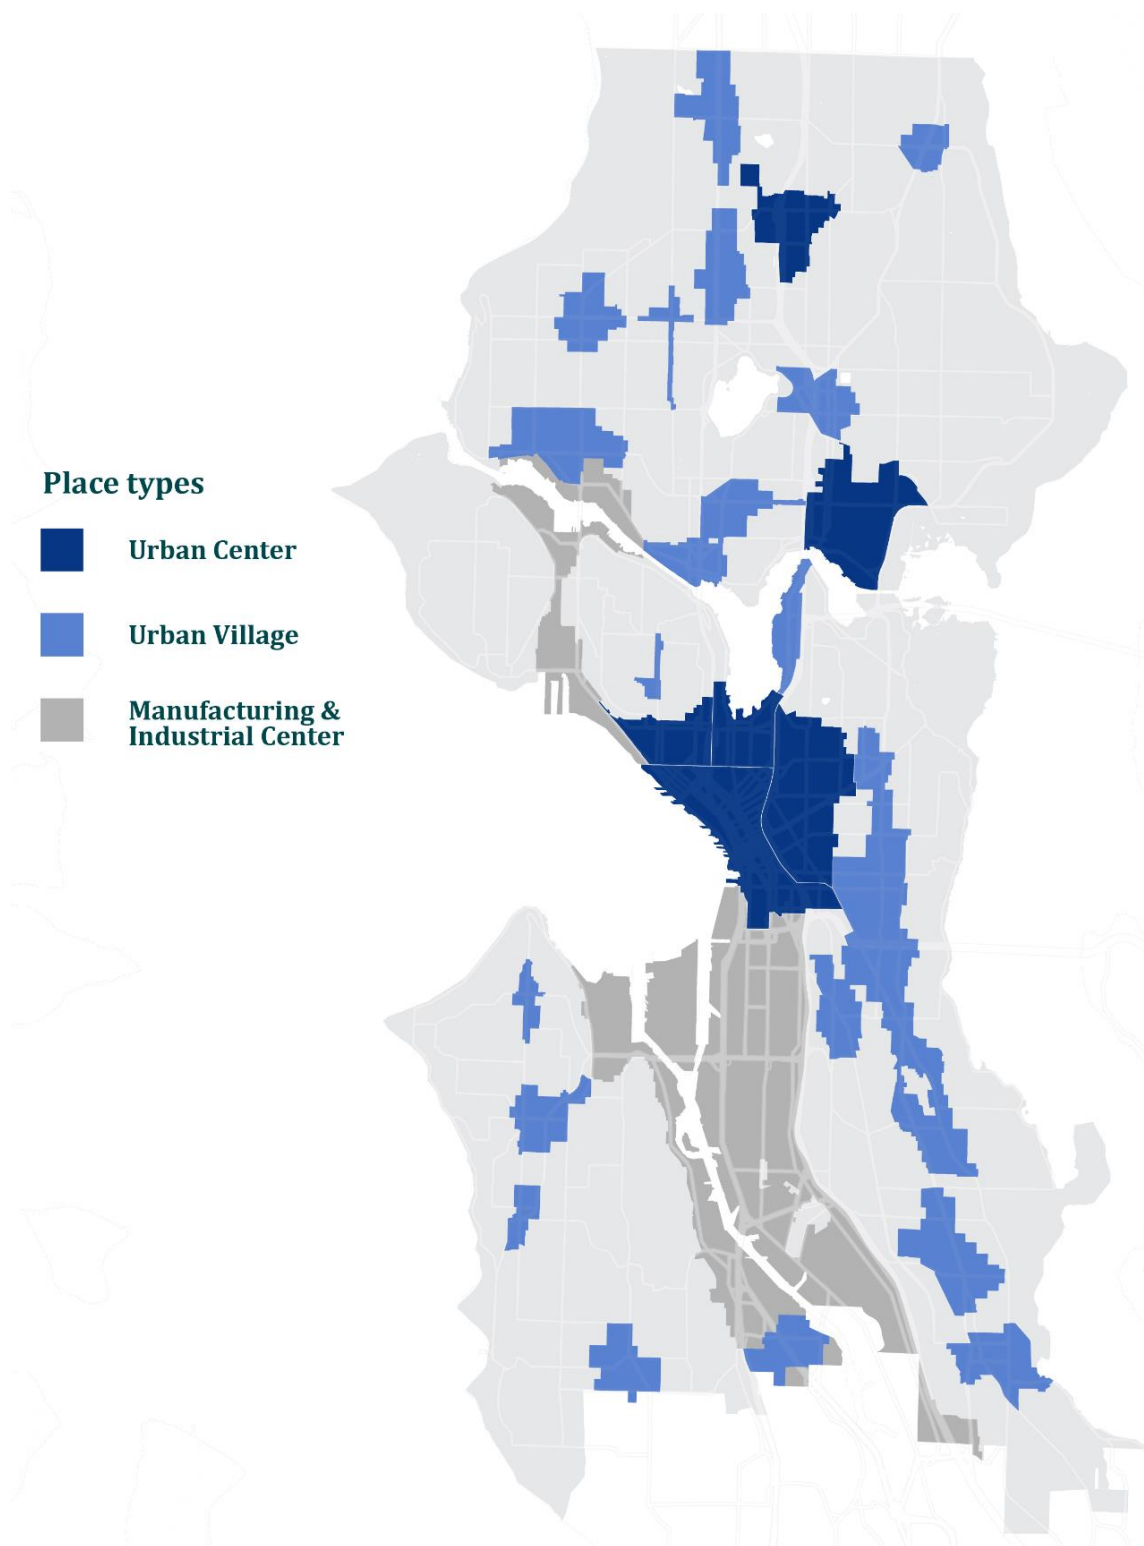 Place types
Urban Center
Urban Village
Manufacturing &
Industrial Center